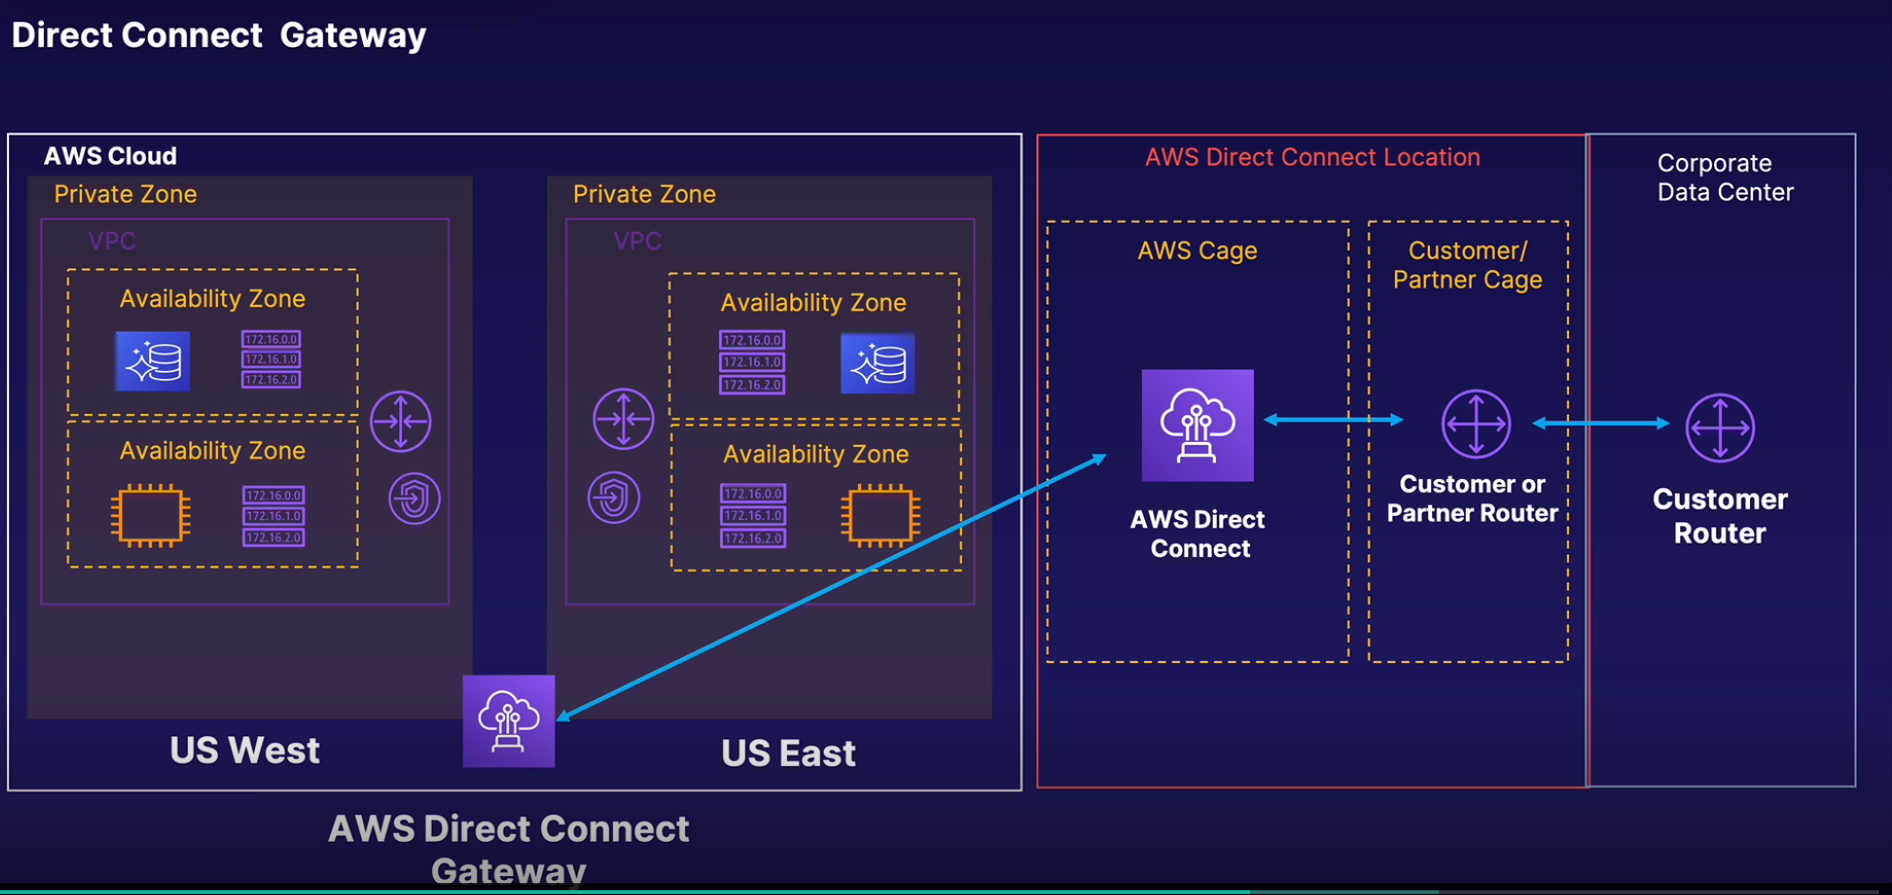 Direct Connect Gateway
AWS Cloud
Private Zone
VPC
Availability Zone
172.16.0.0
172.16.1.0
172.16.2.0
Availability Zone
172.16.0.0
172.16.1.0
172.16.2.0
US West
Private Zone
VPC
Availability Zone
172.16.0.0
172.16.1.0
172.16.2.0
Availability Zone
172.16.0.0
172.16.1.0
172.16.2.0
US East
AWS Direct Connect
Gateway
AWS Direct Connect Location
AWS Cage
AWS Direct
Connect
Customer/
Partner Cage
Customer or
Partner Router
Corporate
Data Center
Customer
Router